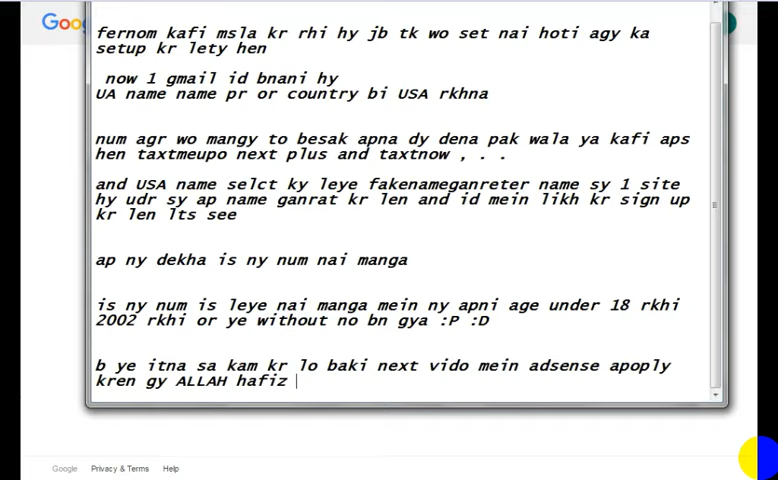 Goo
fernom kafi msla kr rhi hy jb tk wo set nai hoti agy ka
setup kr lety hen
now 1 gmail id bnani hy
UA name name pr or country bi USA rkhna
num agr wo mangy to besak apna dy dena pak wala ya kafi aps
hen taxtmeupo next plus and taxtnow , . .
and USA name selct ky leye fakenameganreter name sy 1 site
hy udr sy ap name ganrat kr len and id mein likh kr sign up
kr len lts see
ap ny dekha is ny num nai manga
is ny num is leye nai manga mein ny apni age under 18 rkhi
2002 rkhi or ye without no bn gya :P :D
b ye itna sa kam kr lo baki next vido mein adsense apoply
kren gy ALLAH hafiz
Google Privacy & Terms Help